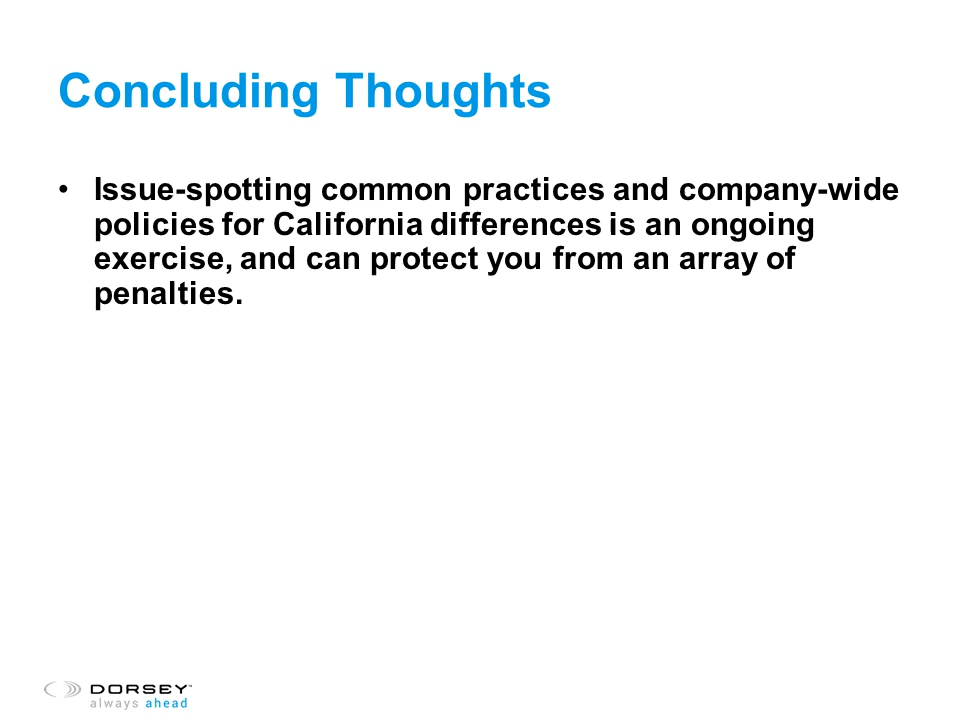 Concluding Thoughts
• Issue-spotting common practices and company-wide
policies for California differences is an ongoing
exercise, and can protect you from an array of
penalties.
DORSEY™
always ahead